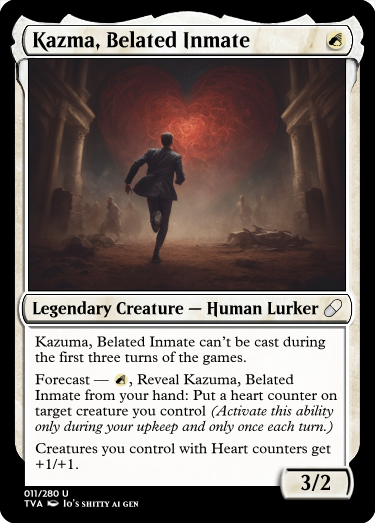 Kazma, Belated Inmate
Legendary Creature — Human Lurker
Kazuma, Belated Inmate can't be cast during
the first three turns of the games.
Forecast — , Reveal Kazuma, Belated
Inmate from your hand: Put a heart counter on
target creature you control (Activate this ability
only during your upkeep and only once each turn.)
Creatures you control with Heart counters get
+1/+1.
3/2
011/280 U
TVA Io's shitty ai gen